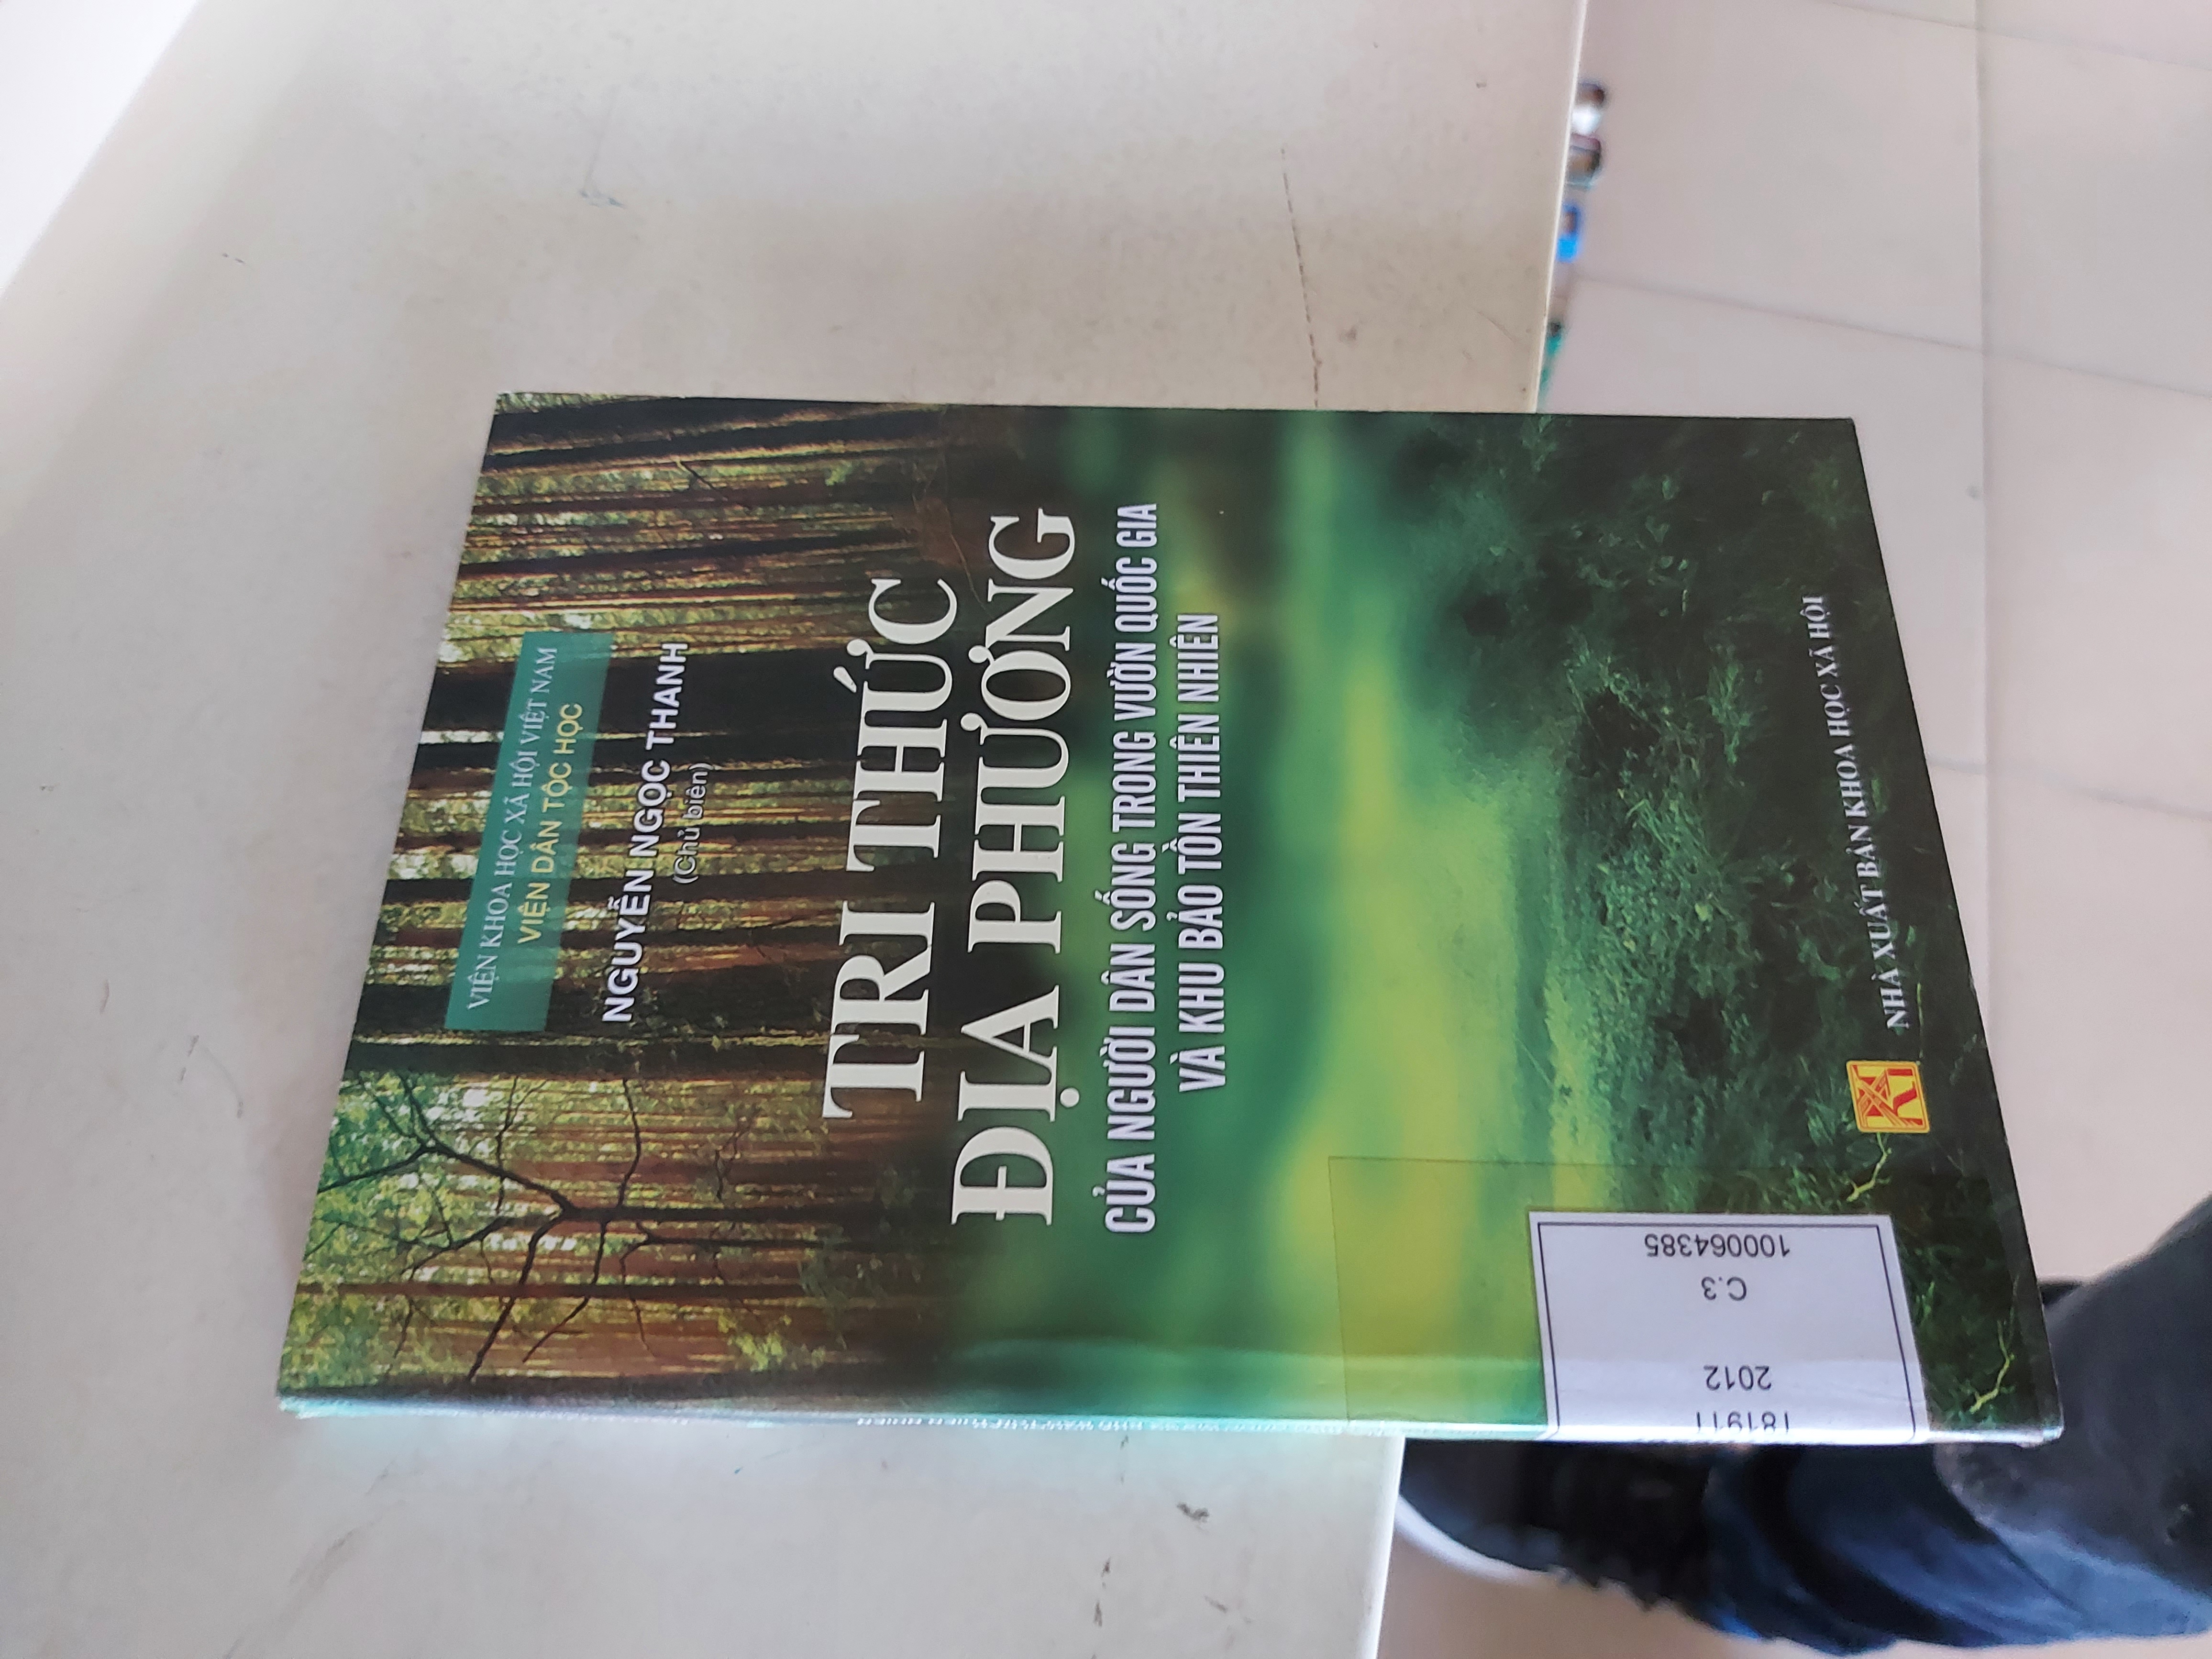 VIỆN KHOA HỌC XÃ HỘI VIỆT NAM
VIỆN DÂN TỘC HỌC
NGUYỄN NGỌC THANH
(Chủ biên)
TRI THỨC
ĐỊA PHƯƠNG
CỦA NGƯỜI DÂN SỐNG TRONG VƯỜN QUỐC GIA
VÀ KHU BẢO TỒN THIÊN NHIÊN
2012
C.3
100064385
NHÀ XUẤT BẢN KHOA HỌC XÃ HỘI